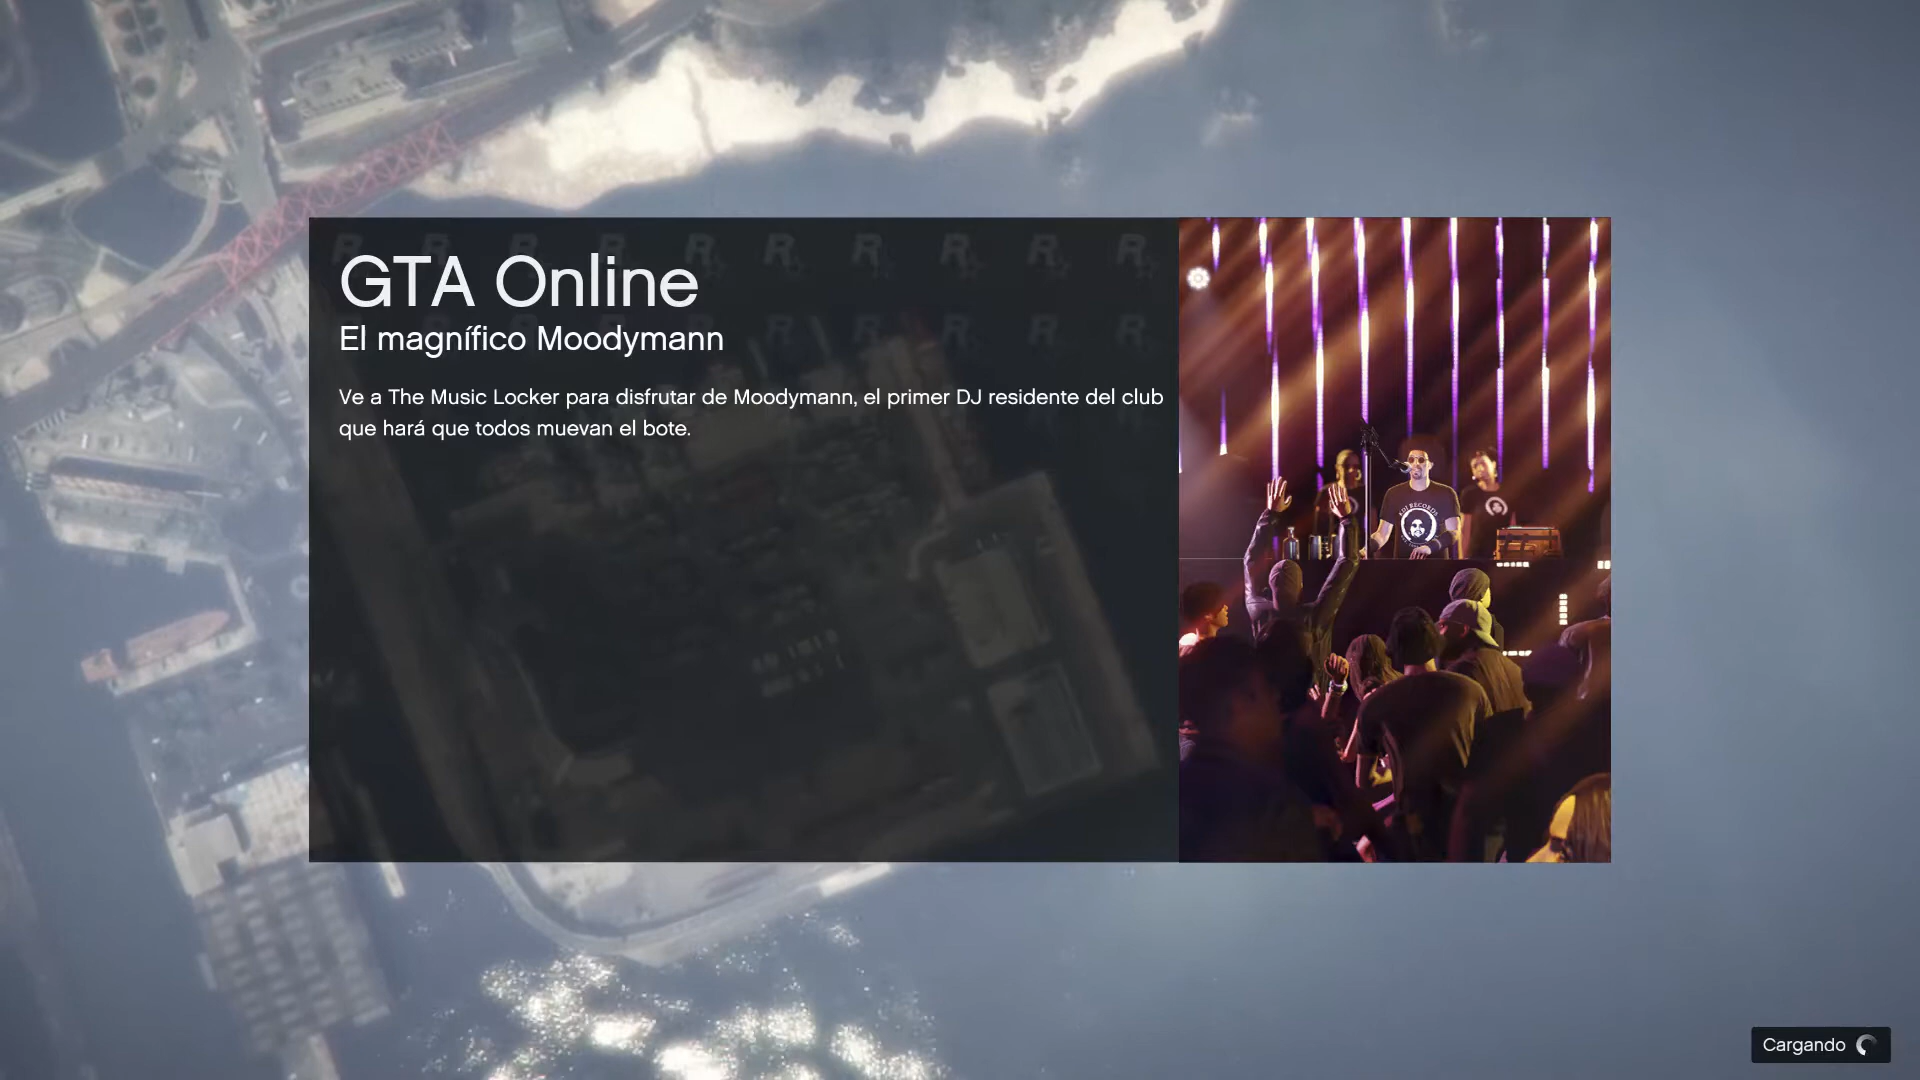 GTA Online
El magnífico Moodymann
Ve a The Music Locker para disfrutar de Moodymann, el primer DJ residente del club
que hará que todos muevan el bote.
Cargando